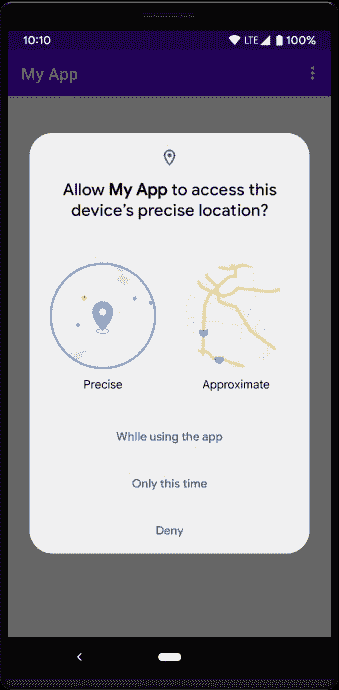 10:10 LTE 100%
My App
Allow My App to access this
device's precise location?
Precise Approximate
While using the app
Only this time
Deny